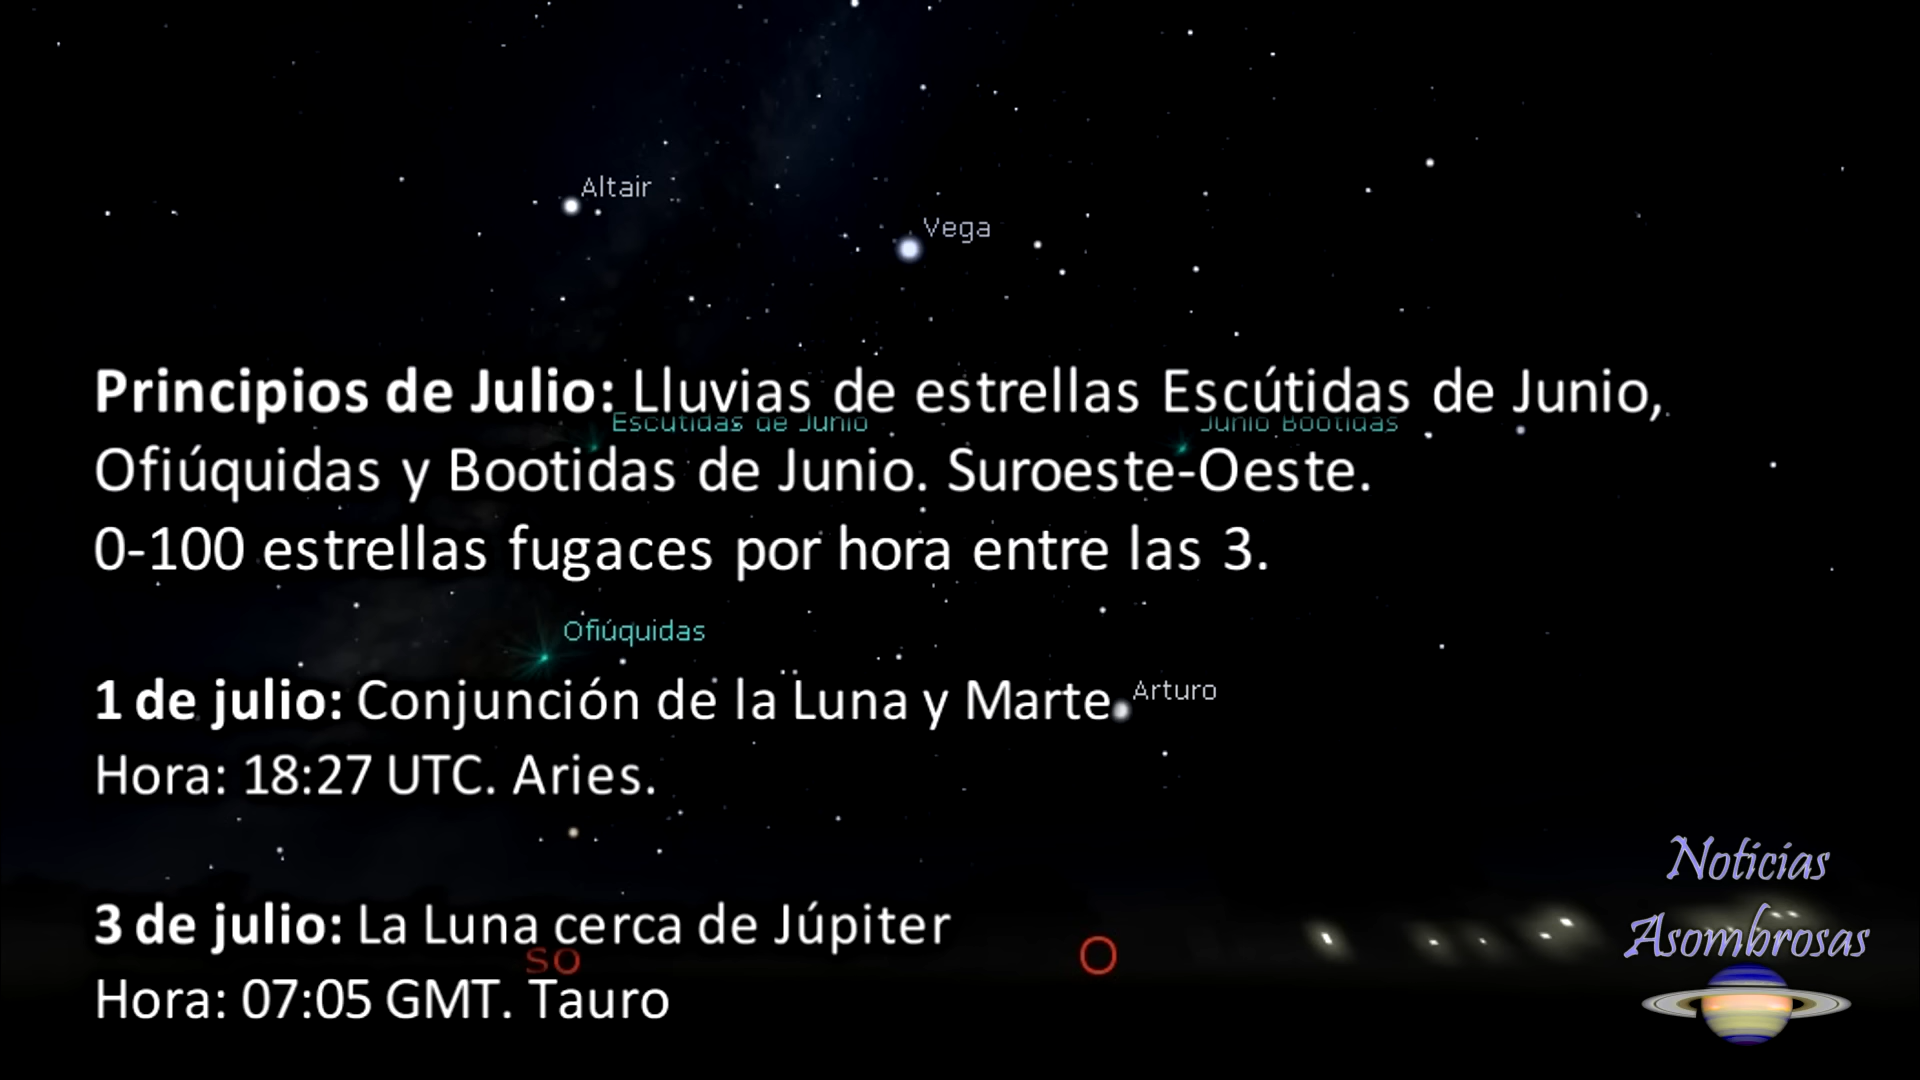 Altair
Vega
Principios de Julio: Lluvias de estrellas Escútidas de Junio,
Escútidas de Junio
Junio Bootidas
Ofiúquidas y Bootidas de Junio. Suroeste-Oeste.
0-100 estrellas fugaces por hora entre las 3.
Ofiúquidas
1 de julio: Conjunción de la Luna y Marte.
Arturo
Hora: 18:27 UTC. Aries.
3 de julio: La Luna cerca de Júpiter
SO
O
Hora: 07:05 GMT. Tauro
Noticias
Asombrosas